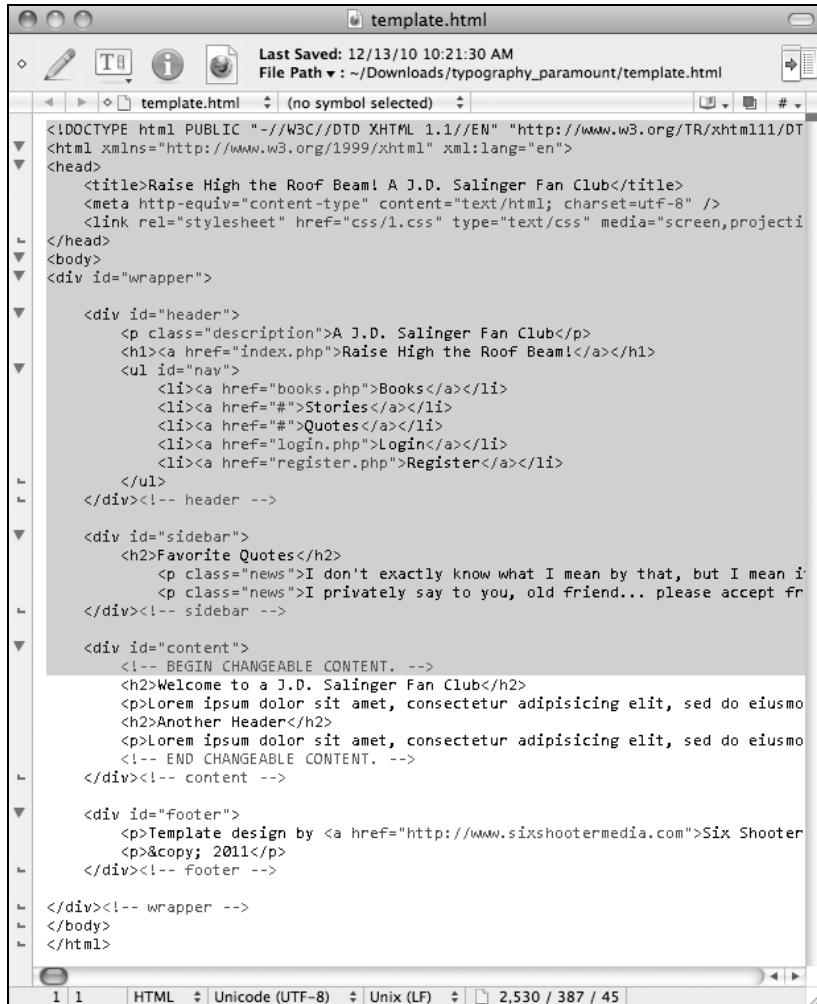 template.html
Last Saved: 12/13/10 10:21:30 AM
File Path ▾ : ~/Downloads/typography_paramount/template.html
template.html (no symbol selected) #
<!DOCTYPE html PUBLIC "-//W3C//DTD XHTML 1.1//EN" "http://www.w3.org/TR/xhtml11/DT
<html xmlns="http://www.w3.org/1999/xhtml" xml:lang="en">
<head>
    <title>Raise High the Roof Beam! A J.D. Salinger Fan Club</title>
    <meta http-equiv="content-type" content="text/html; charset=utf-8" />
    <link rel="stylesheet" href="css/1.css" type="text/css" media="screen,projecti
</head>
<body>
<div id="wrapper">
    <div id="header">
        <p class="description">A J.D. Salinger Fan Club</p>
        <h1><a href="index.php">Raise High the Roof Beam!</a></h1>
        <ul id="nav">
            <li><a href="books.php">Books</a></li>
            <li><a href="#">Stories</a></li>
            <li><a href="#">Quotes</a></li>
            <li><a href="login.php">Login</a></li>
            <li><a href="register.php">Register</a></li>
        </ul>
    </div><!-- header -->
    <div id="sidebar">
        <h2>Favorite Quotes</h2>
            <p class="news">I don't exactly know what I mean by that, but I mean i
            <p class="news">I privately say to you, old friend... please accept fr
    </div><!-- sidebar -->
    <div id="content">
        <!-- BEGIN CHANGEABLE CONTENT. -->
        <h2>Welcome to a J.D. Salinger Fan Club</h2>
        <p>Lorem ipsum dolor sit amet, consectetur adipisicing elit, sed do eiusmo
        <h2>Another Header</h2>
        <p>Lorem ipsum dolor sit amet, consectetur adipisicing elit, sed do eiusmo
        <!-- END CHANGEABLE CONTENT. -->
    </div><!-- content -->
    <div id="footer">
        <p>Template design by <a href="http://www.sixshootermedia.com">Six Shooter
        <p>&copy; 2011</p>
    </div><!-- footer -->
</div><!-- wrapper -->
</body>
</html>
1 1 HTML Unicode (UTF-8) Unix (LF) 2,530 / 387 / 45